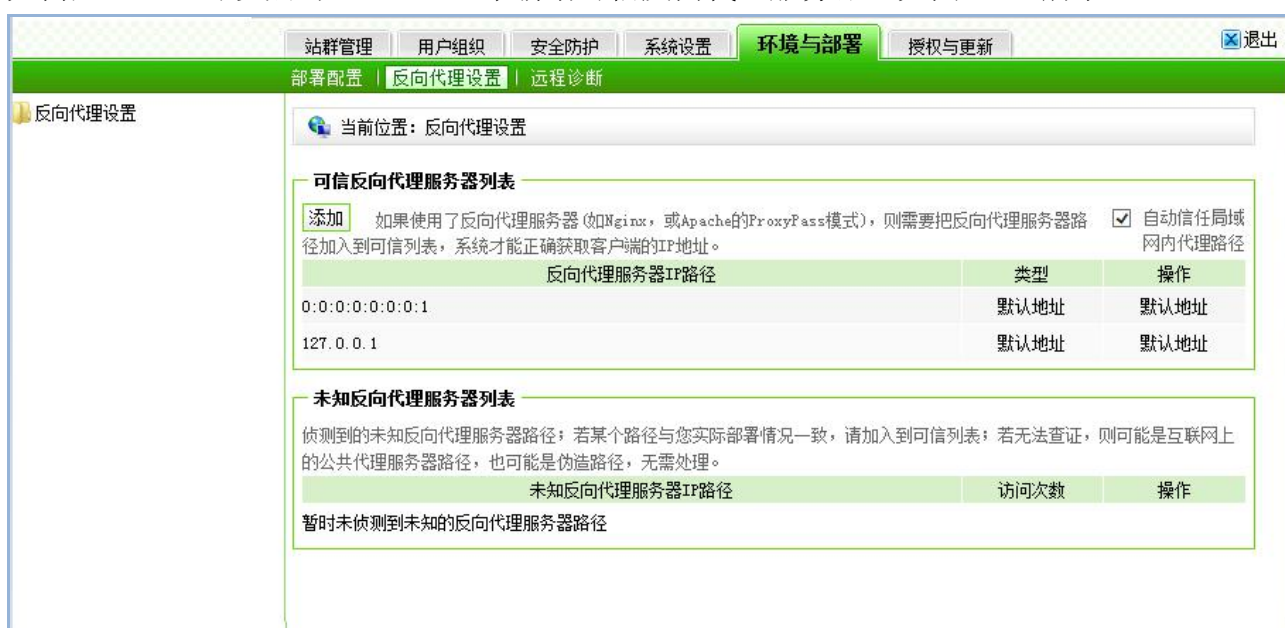 站群管理 用户组织 安全防护 系统设置 环境与部署 授权与更新 退出
部署配置 | 反向代理设置 | 远程诊断
反向代理设置
当前位置：反向代理设置
可信反向代理服务器列表
添加 如果使用了反向代理服务器(如Nginx，或Apache的ProxyPass模式)，则需要把反向代理服务器路
径加入到可信列表，系统才能正确获取客户端的IP地址。
自动信任局域
网内代理路径
反向代理服务器IP路径 类型 操作
0:0:0:0:0:0:0:1 默认地址 默认地址
127.0.0.1 默认地址 默认地址
未知反向代理服务器列表
侦测到的未知反向代理服务器路径；若某个路径与您实际部署情况一致，请加入到可信列表；若无法查证，则可能是互联网上
的公共代理服务器路径，也可能是伪造路径，无需处理。
未知反向代理服务器IP路径 访问次数 操作
暂时未侦测到未知的反向代理服务器路径